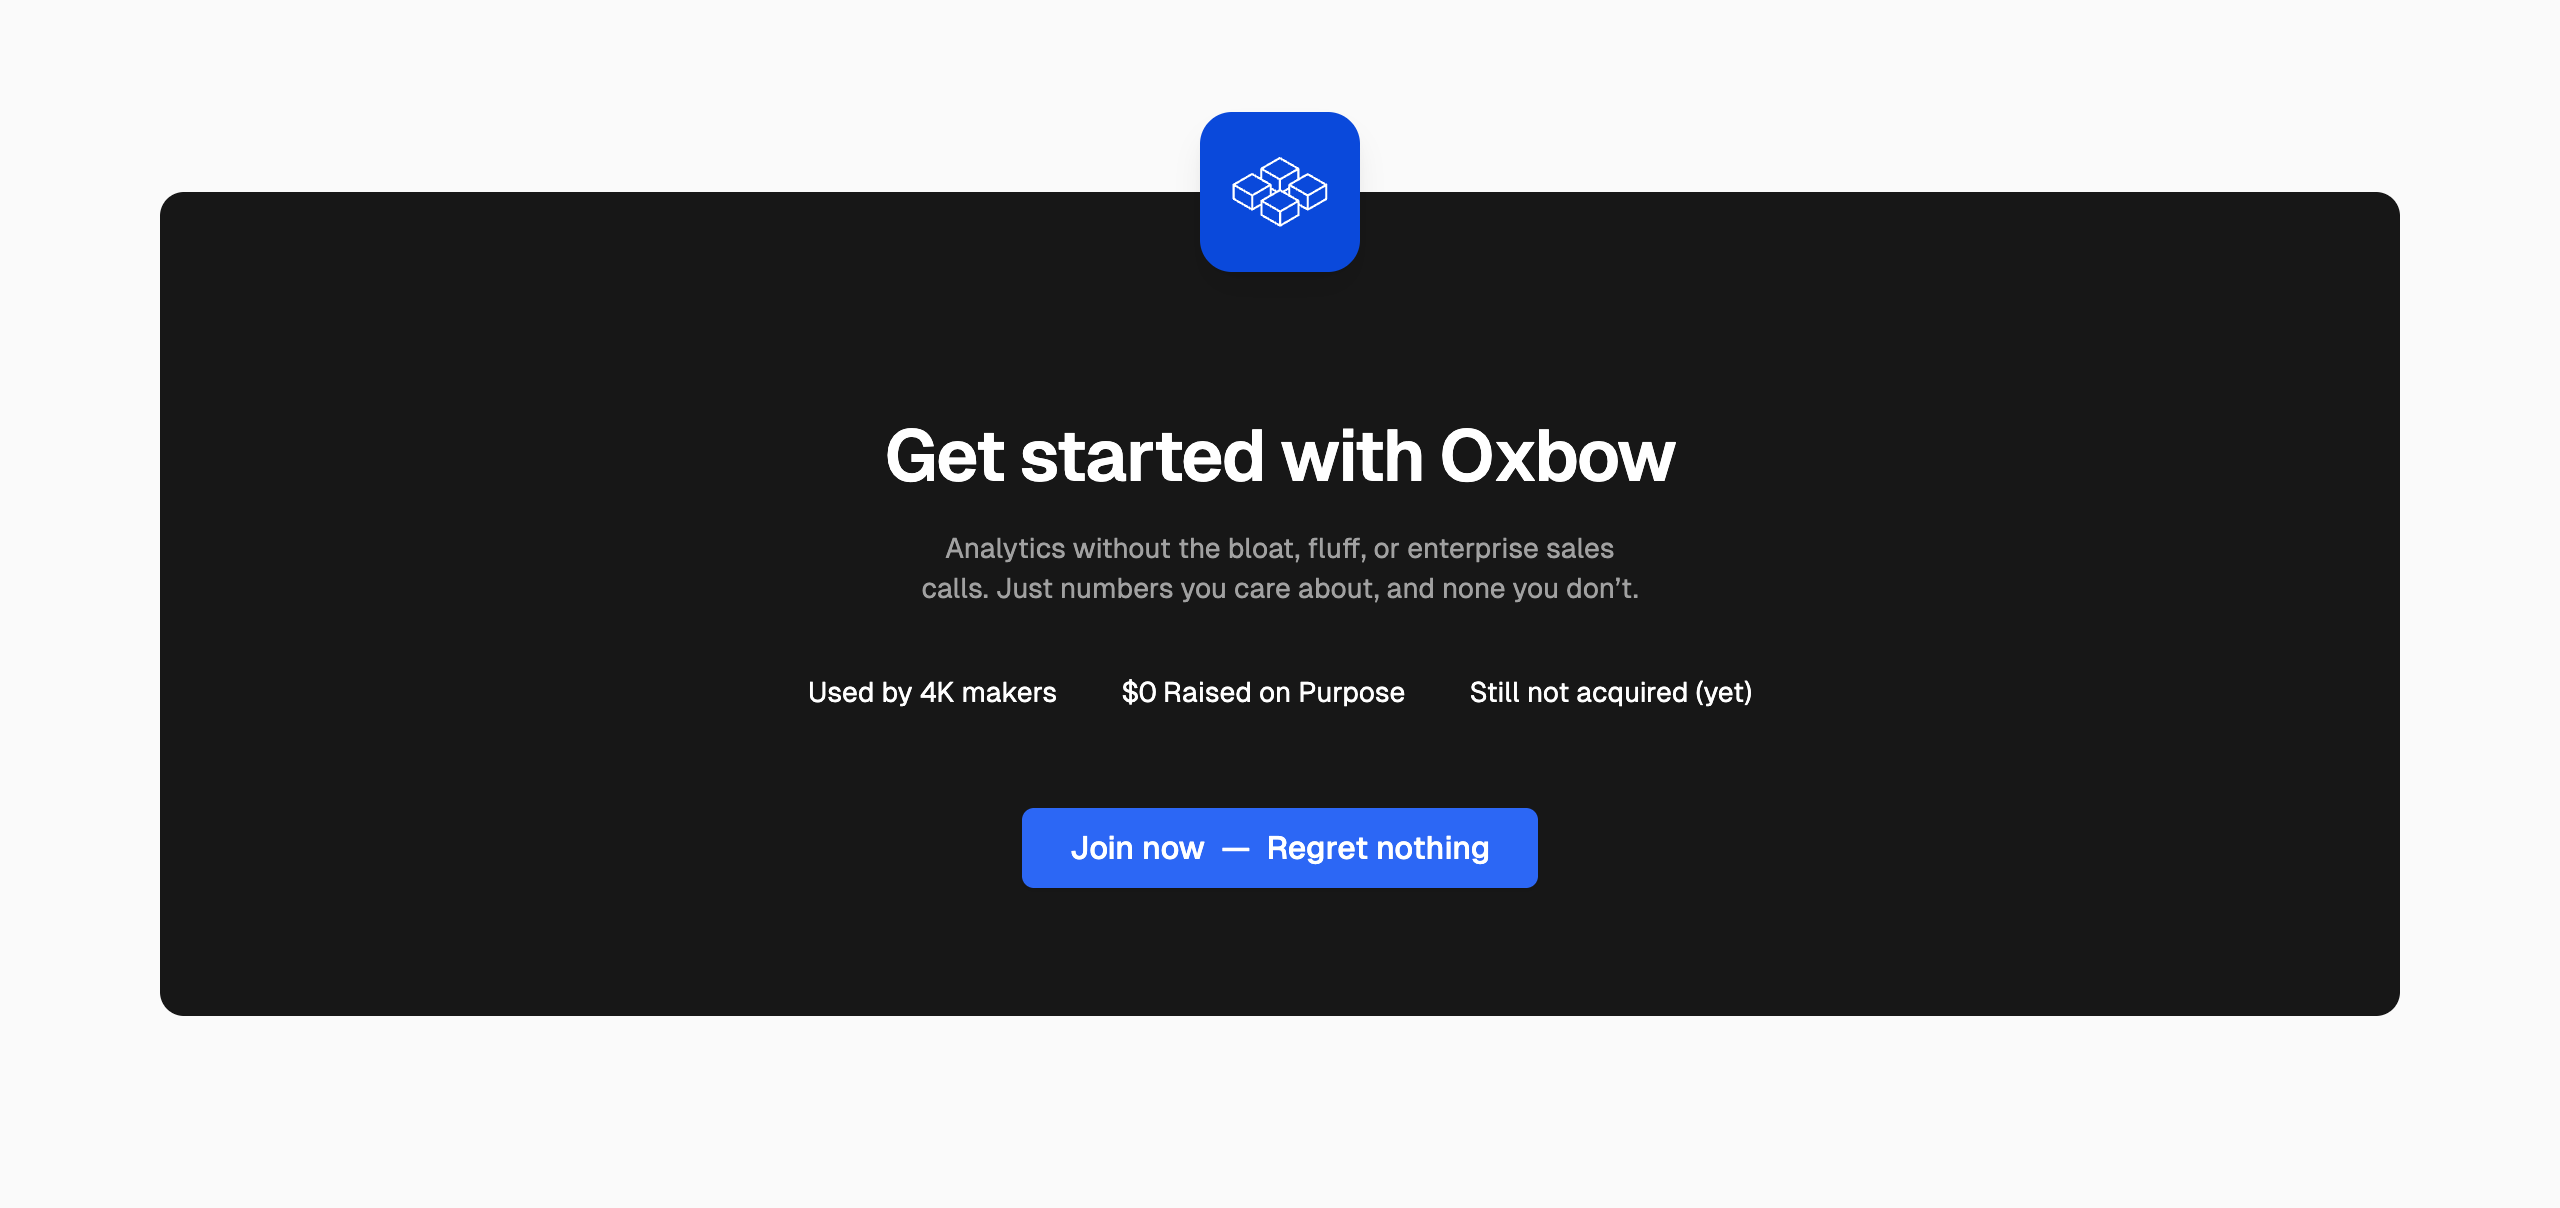 Get started with Oxbow
Analytics without the bloat, fluff, or enterprise sales
calls. Just numbers you care about, and none you don’t.
Used by 4K makers
$0 Raised on Purpose
Still not acquired (yet)
Join now — Regret nothing